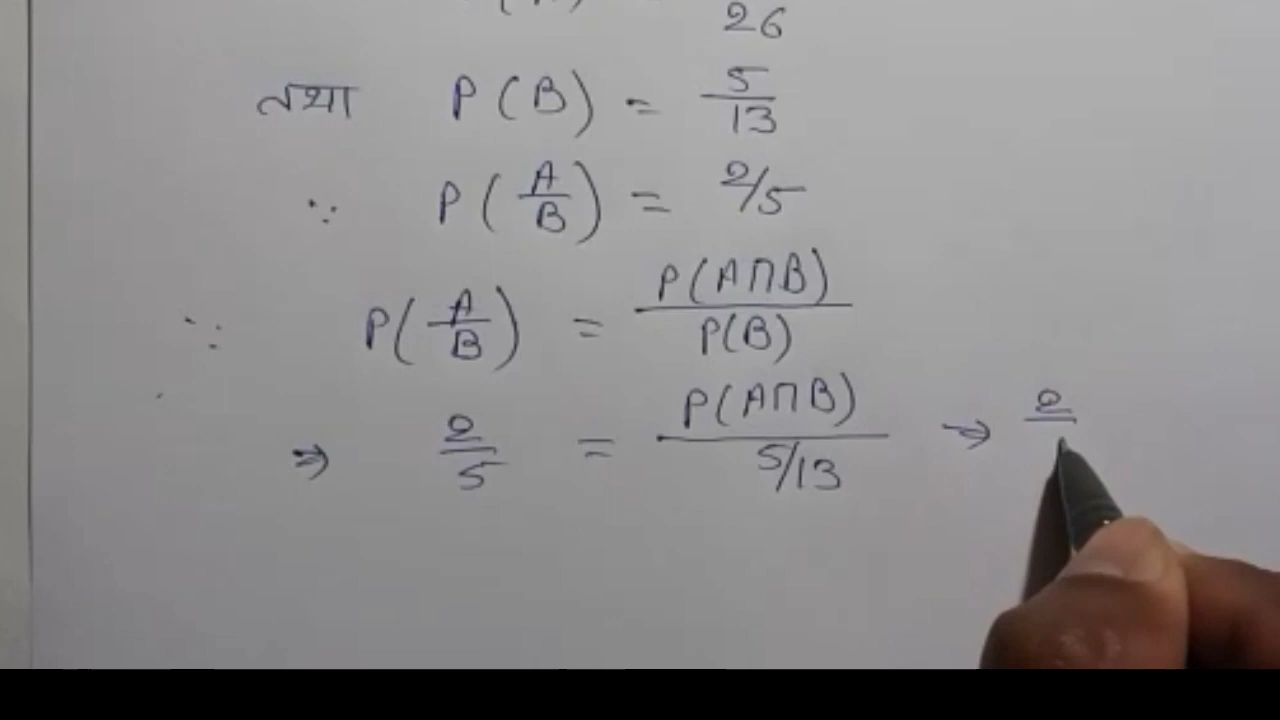 26
तथा P(B) = 5/13
∵ P(A/B) = 2/5
∵ P(A/B) = P(A∩B)/P(B)
⇒ 2/5 = P(A∩B)/5/13 ⇒ 2/